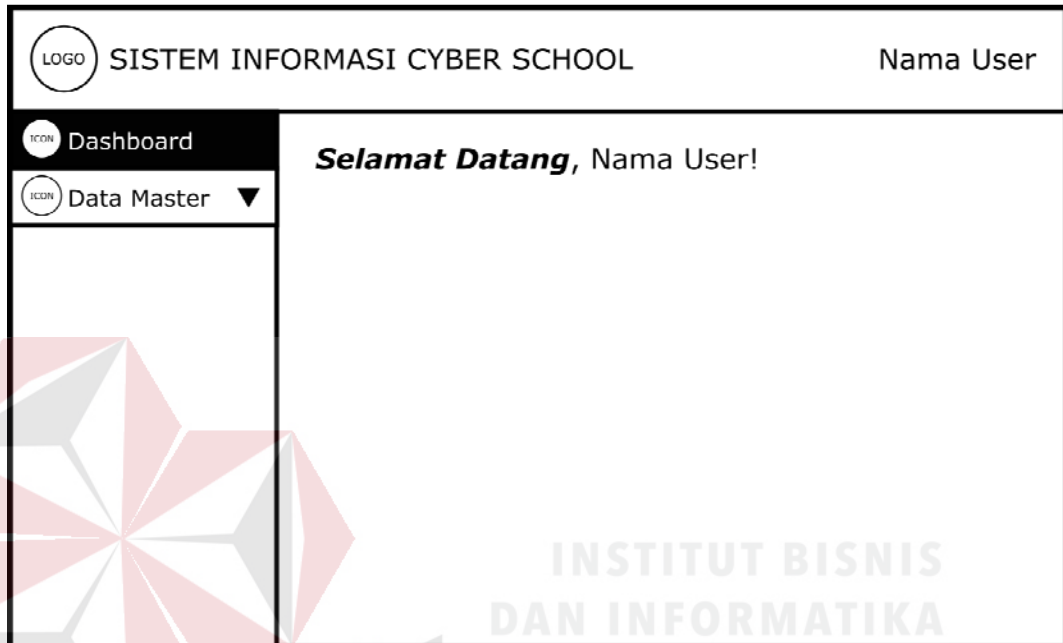 LOGO SISTEM INFORMASI CYBER SCHOOL Nama User
ICON Dashboard
Selamat Datang, Nama User!
ICON Data Master ▼
INSTITUT BISNIS
DAN INFORMATIKA